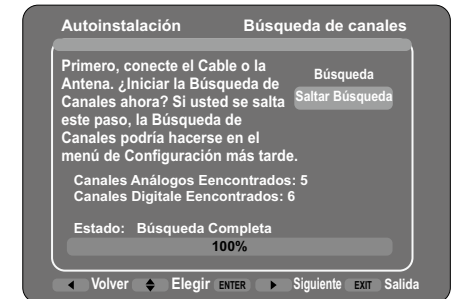 Autoinstalación Búsqueda de canales
Primero, conecte el Cable o la
Antena. ¿Iniciar la Búsqueda de
Canales ahora? Si usted se salta
este paso, la Búsqueda de
Canales podría hacerse en el
menú de Configuración más tarde.
Búsqueda
Saltar Búsqueda
Canales Análogos Eencontrados: 5
Canales Digitale Eencontrados: 6
Estado: Búsqueda Completa
100%
Volver Elegir ENTER Siguiente EXIT Salida